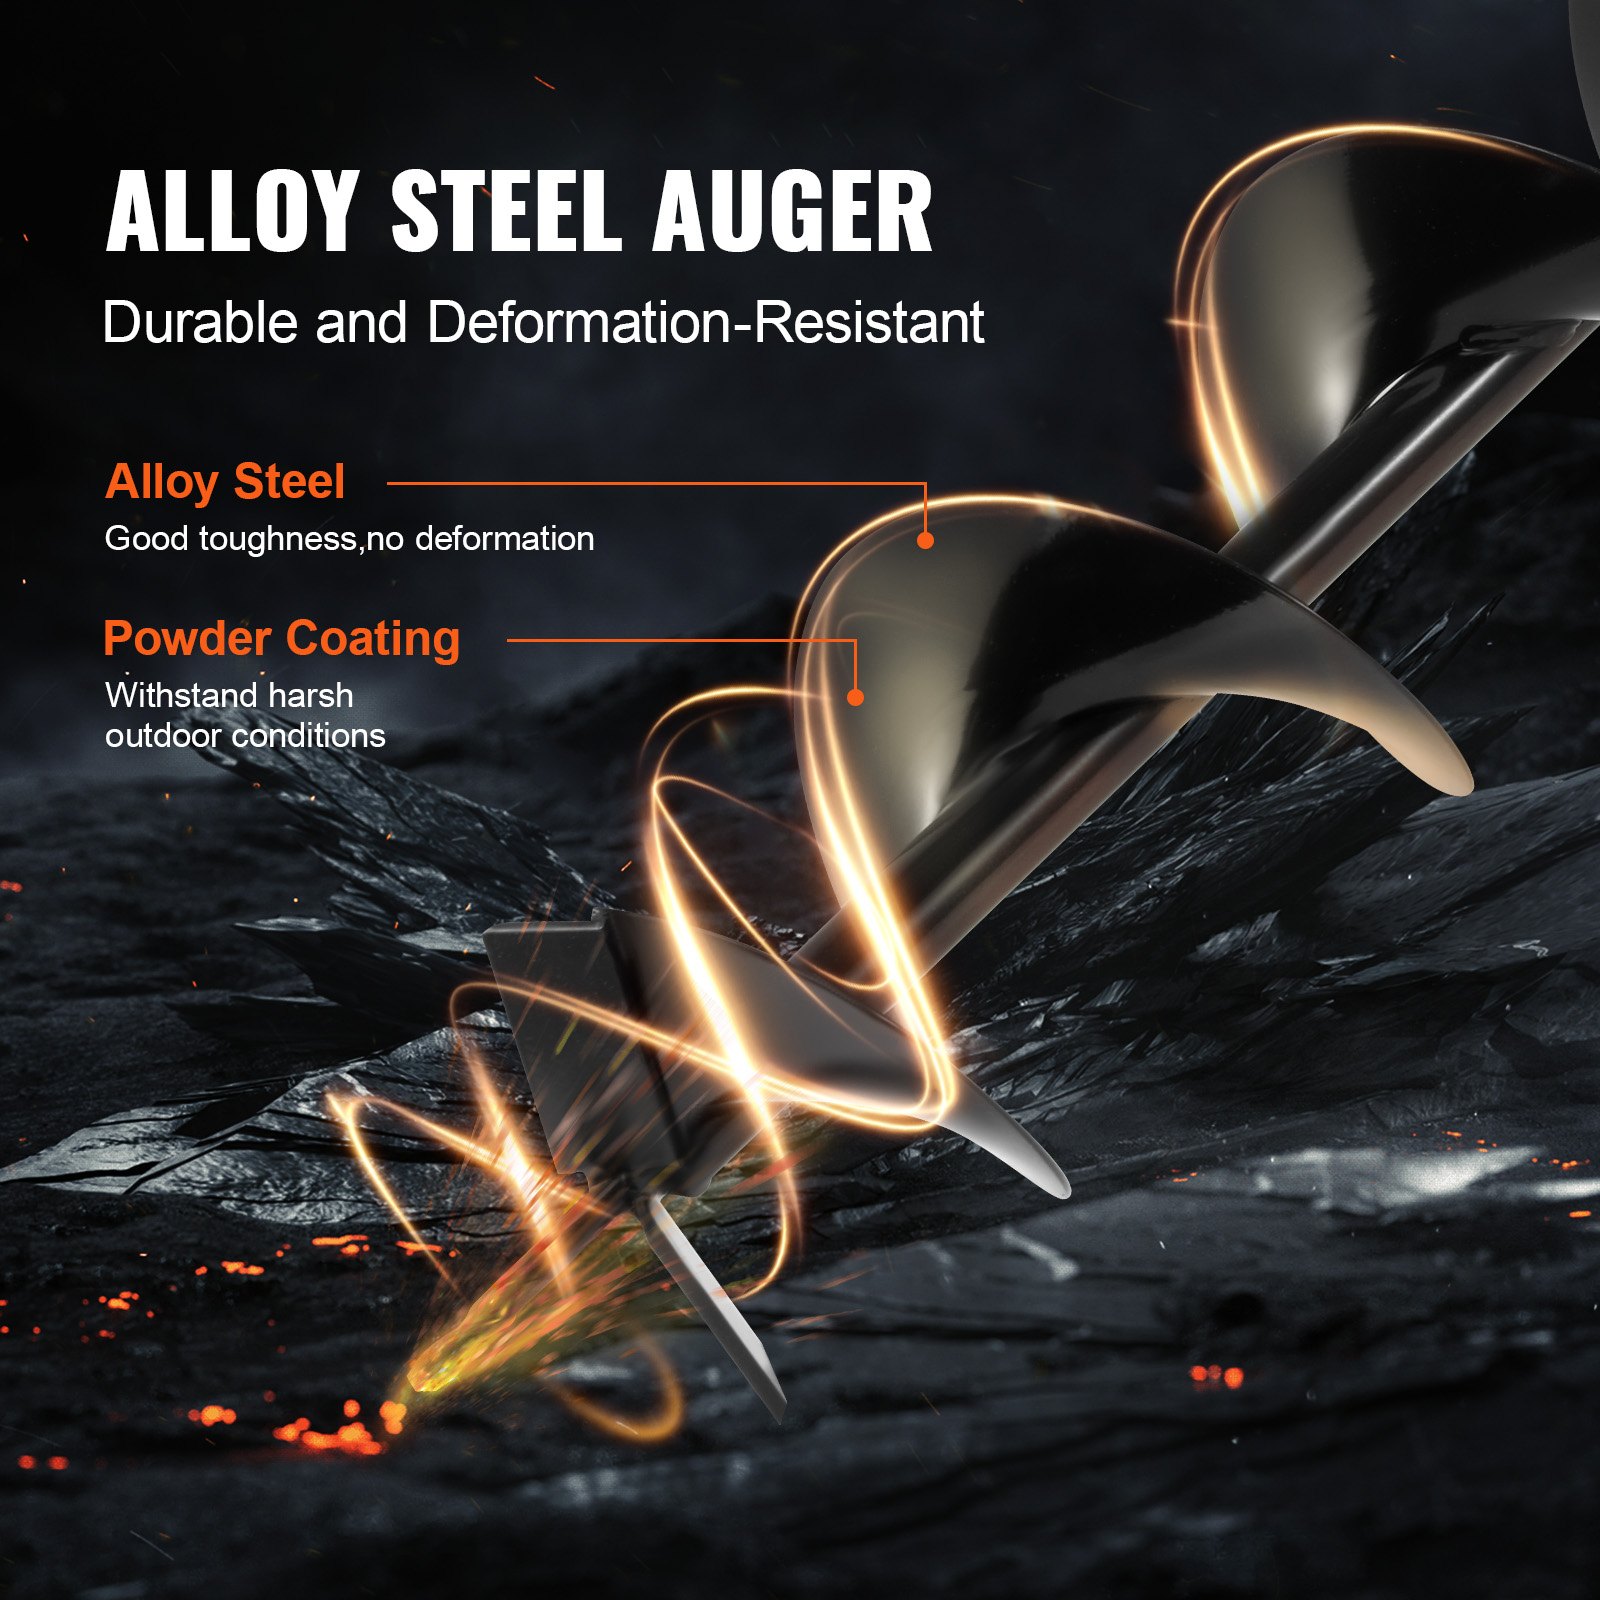 ALLOY STEEL AUGER
Durable and Deformation-Resistant
Alloy Steel
Good toughness,no deformation
Powder Coating
Withstand harsh
outdoor conditions